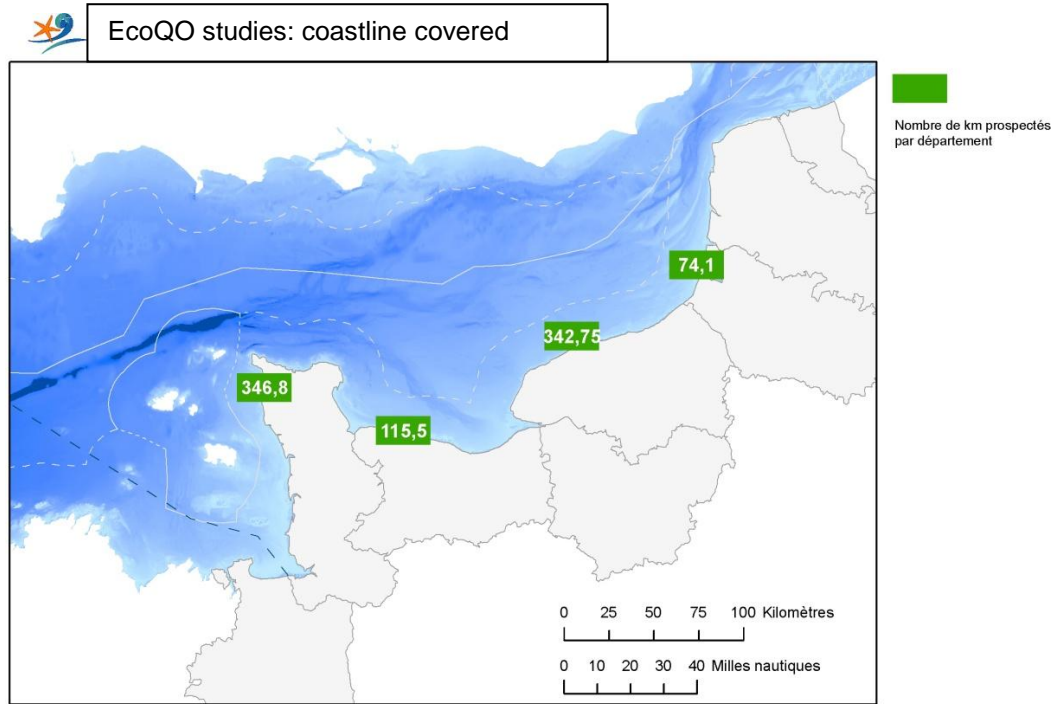 EcoQO studies: coastline covered
Nombre de km prospectés
par département
74,1
342,75
346,8
115,5
0 25 50 75 100 Kilomètres
0 10 20 30 40 Milles nautiques